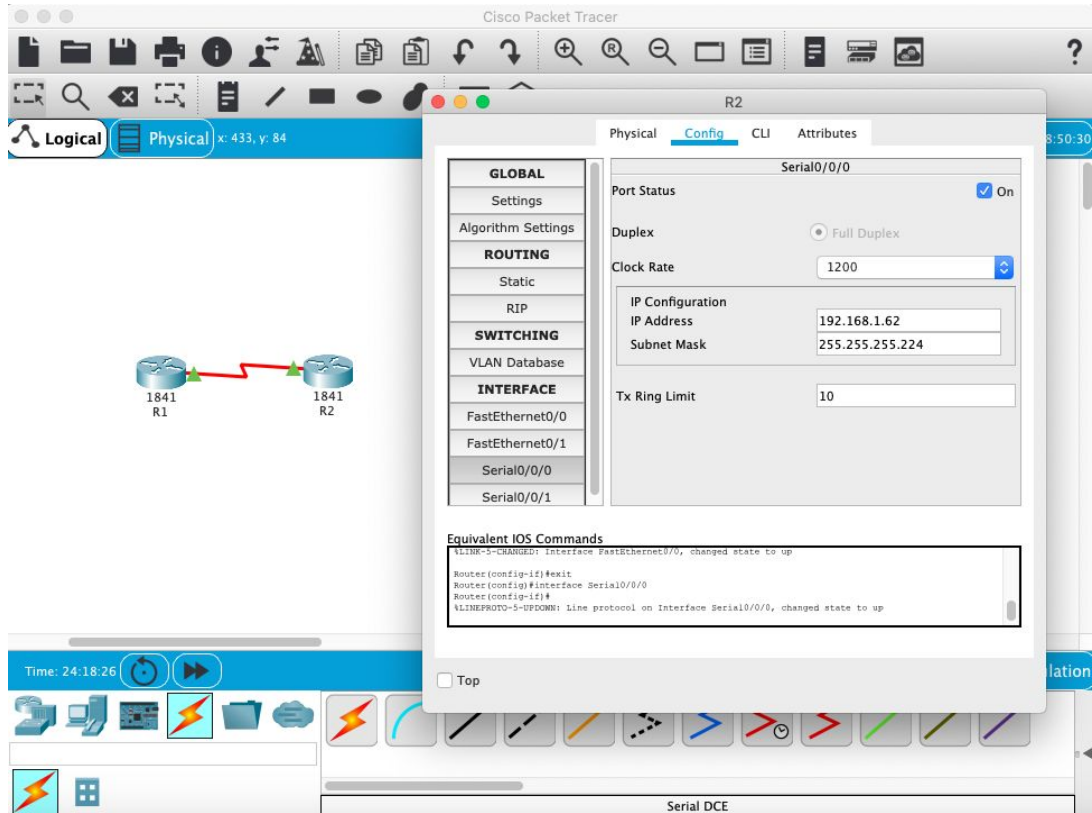 Cisco Packet Tracer
Logical
Physical
x: 433, y: 84
1841
R1
1841
R2
R2
Physical
Config
CLI
Attributes
8:50:30
GLOBAL
Settings
Algorithm Settings
ROUTING
Static
RIP
SWITCHING
VLAN Database
INTERFACE
FastEthernet0/0
FastEthernet0/1
Serial0/0/0
Serial0/0/1
Serial0/0/0
Port Status
On
Duplex
Full Duplex
Clock Rate
1200
IP Configuration
IP Address
192.168.1.62
Subnet Mask
255.255.255.224
Tx Ring Limit
10
Equivalent IOS Commands
%LINK-5-CHANGED: Interface FastEthernet0/0, changed state to up
Router(config-if)#exit
Router(config)#interface Serial0/0/0
Router(config-if)#
%LINEPROTO-5-UPDOWN: Line protocol on Interface Serial0/0/0, changed state to up
Top
Time: 24:18:26
lation
Serial DCE